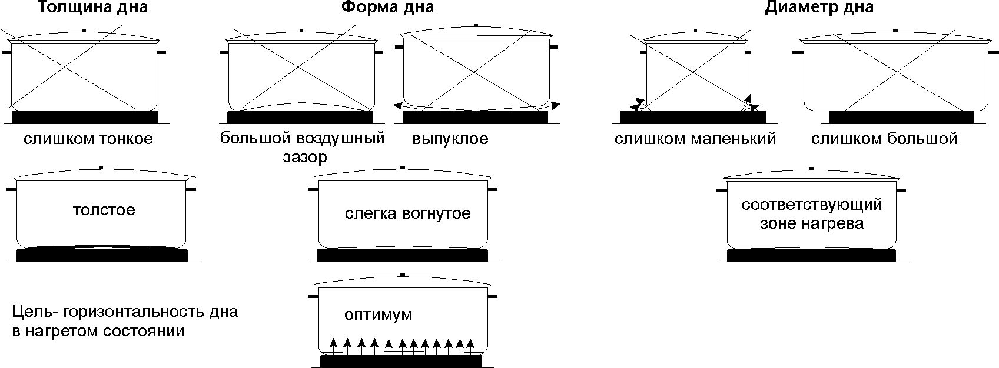 Толщина дна
Форма дна
Диаметр дна
слишком тонкое
большой воздушный
зазор
выпуклое
слишком маленький
слишком большой
толстое
слегка вогнутое
соответствующий
зоне нагрева
Цель- горизонтальность дна
в нагретом состоянии
оптимум